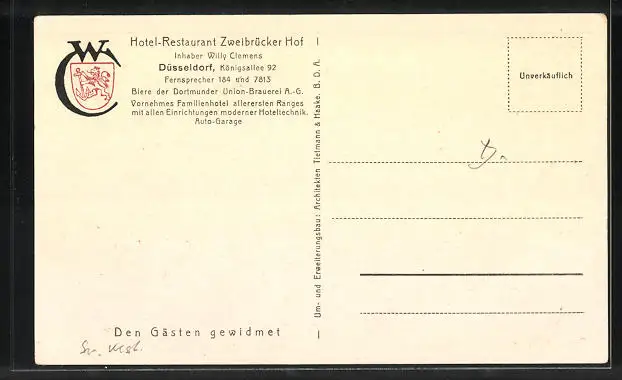 WC
Hotel-Restaurant Zweibrücker Hof
Inhaber Willy Clemens
Düsseldorf, Königsallee 92
Fernsprecher 184 und 7813
Biere der Dortmunder Union-Brauerei A.-G.
Vornehmes Familienhotel allerersten Ranges
mit allen Einrichtungen moderner Hoteltechnik.
Auto-Garage
Den Gästen gewidmet
Um- und Erweiterungsbau: Architekten Tietmann & Haake, B. D. A.
Unverkäuflich